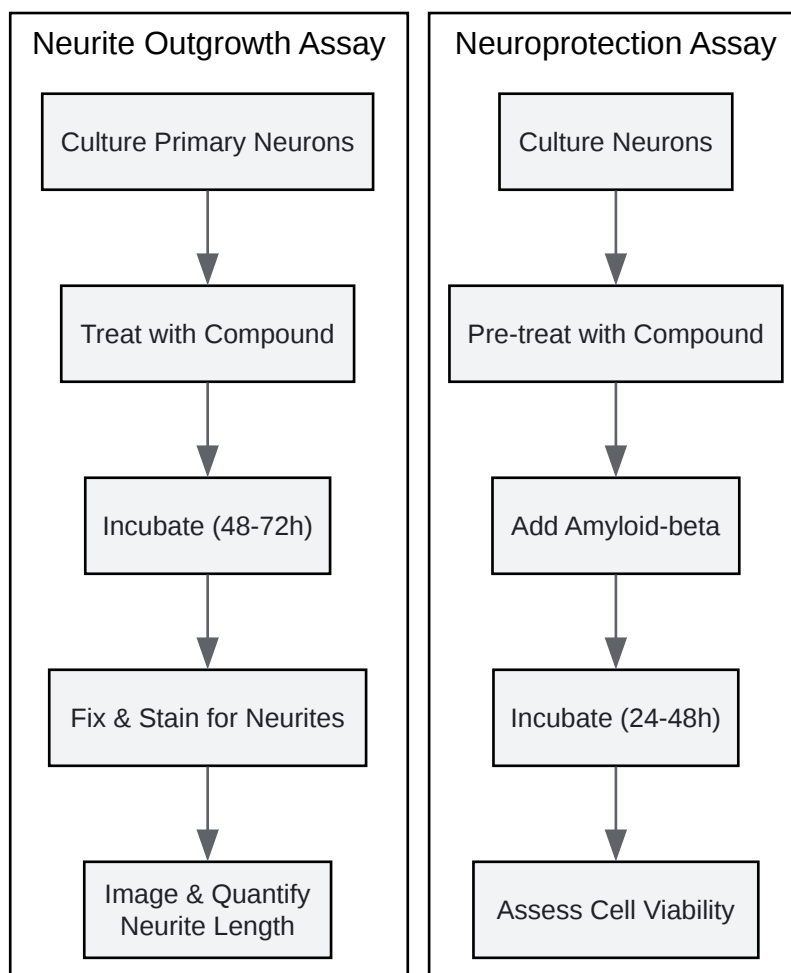 Neurite Outgrowth Assay
Culture Primary Neurons
Treat with Compound
Incubate (48-72h)
Fix & Stain for Neurites
Image & Quantify
Neurite Length
Neuroprotection Assay
Culture Neurons
Pre-treat with Compound
Add Amyloid-beta
Incubate (24-48h)
Assess Cell Viability